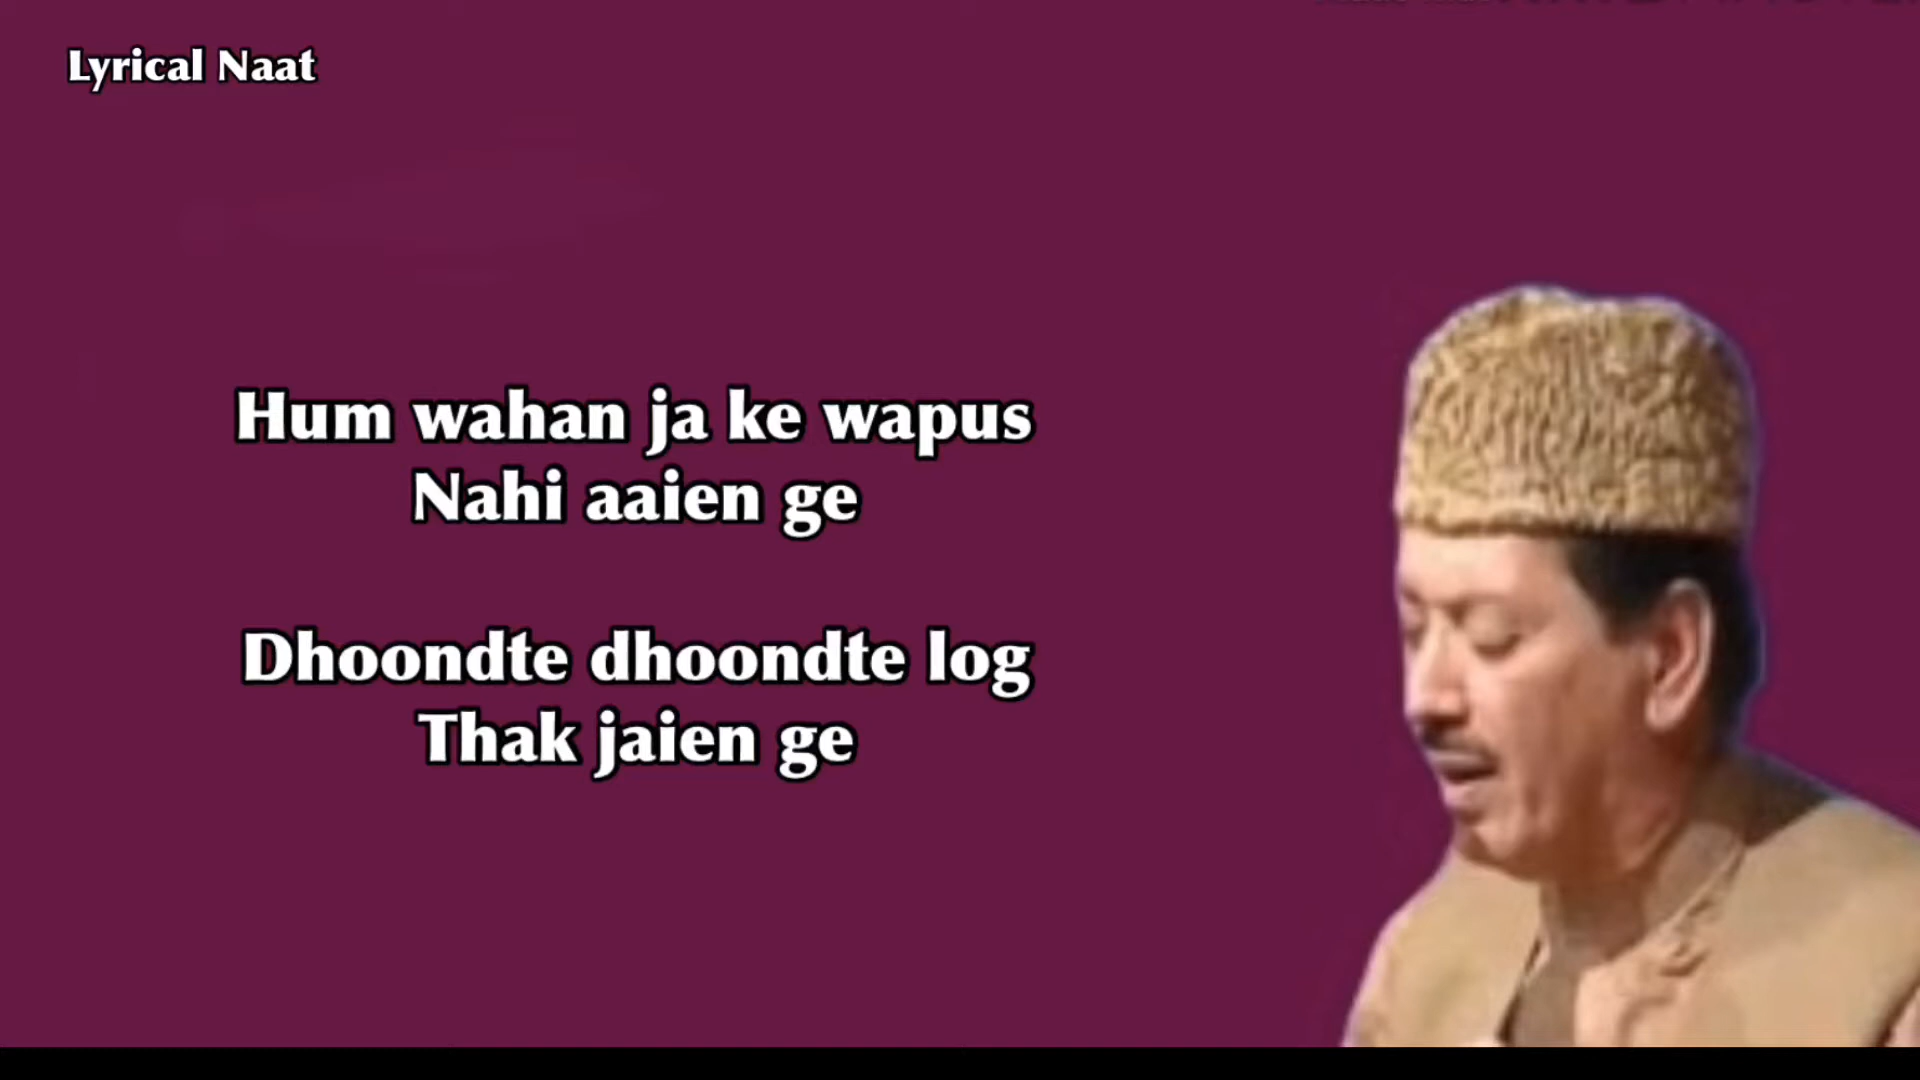 Lyrical Naat
Hum wahan ja ke wapus
Nahi aaien ge
Dhoondte dhoondte log
Thak jaien ge